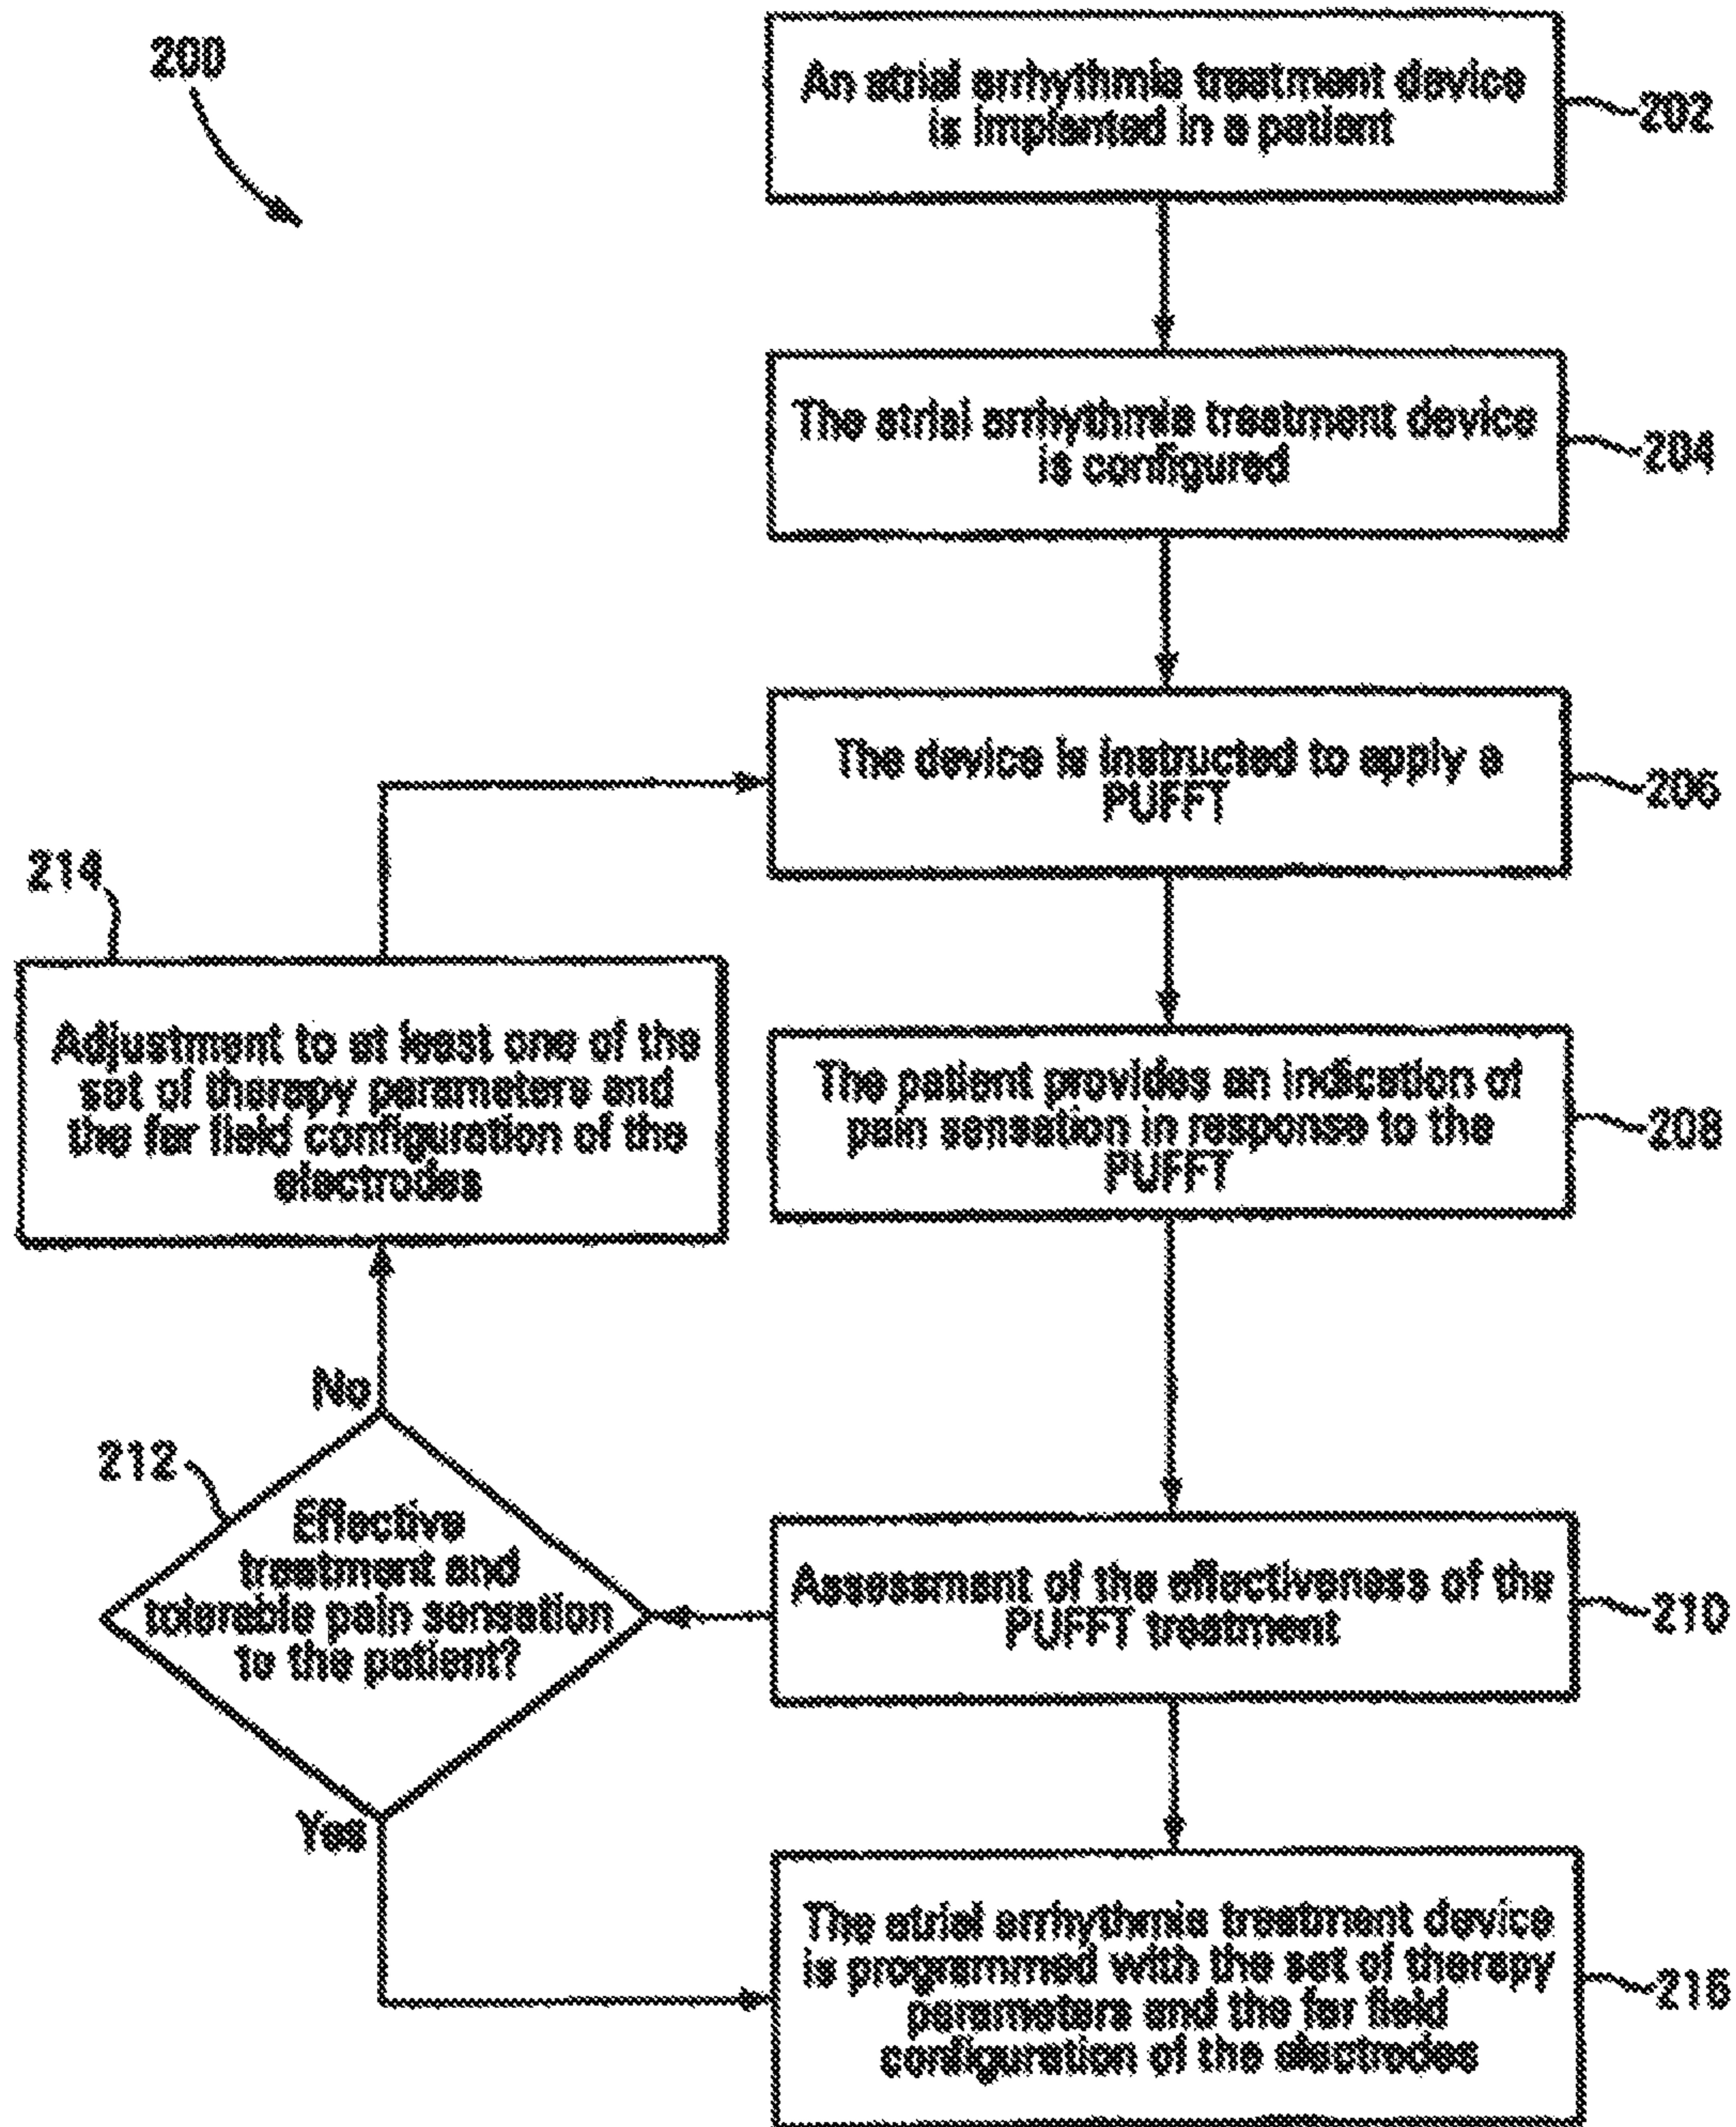 200
An atrial arrhythmia treatment device
is implanted in a patient
202
The atrial arrhythmia treatment device
is configured
204
The device is instructed to apply a
PUFFT
206
214
Adjustment to at least one of the
set of therapy parameters and
the far field configuration of the
electrodes
The patient provides an indication of
pain sensation in response to the
PUFFT
208
No
212
Effective
treatment and
tolerable pain sensation
to the patient?
Assessment of the effectiveness of the
PUFFT treatment
210
Yes
The atrial arrhythmia treatment device
is programmed with the set of therapy
parameters and the far field
configuration of the electrodes
216